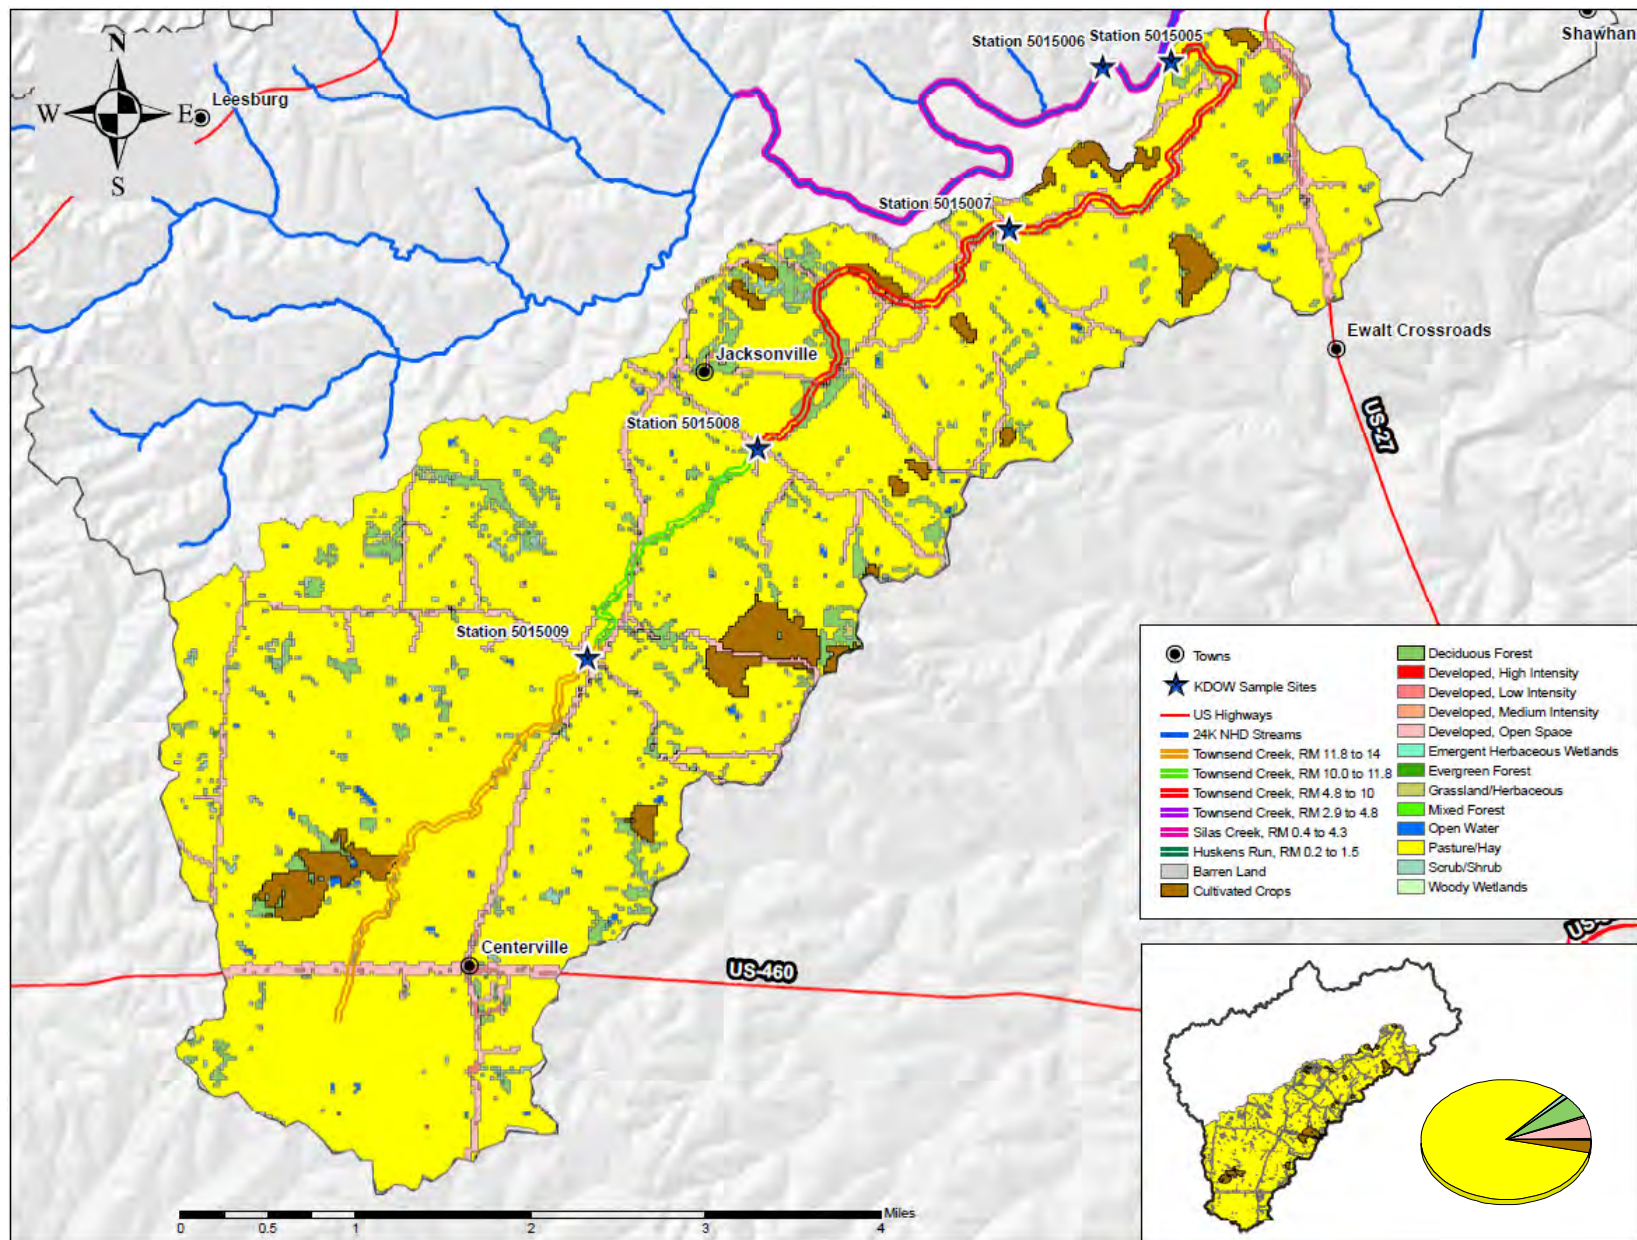 Station 5015006
Station 5015005
Shawhan
N
W
E
S
Leesburg
Station 5015007
Ewalt Crossroads
Jacksonville
US-27
Station 5015008
Station 5015009
Centerville
US-460
Towns
KDOW Sample Sites
US Highways
24K NHD Streams
Townsend Creek, RM 11.8 to 14
Townsend Creek, RM 10.0 to 11.8
Townsend Creek, RM 4.8 to 10
Townsend Creek, RM 2.9 to 4.8
Silas Creek, RM 0.4 to 4.3
Huskens Run, RM 0.2 to 1.5
Barren Land
Cultivated Crops
Deciduous Forest
Developed, High Intensity
Developed, Low Intensity
Developed, Medium Intensity
Developed, Open Space
Emergent Herbaceous Wetlands
Evergreen Forest
Grassland/Herbaceous
Mixed Forest
Open Water
Pasture/Hay
Scrub/Shrub
Woody Wetlands
Miles
0 0.5 1 2 3 4